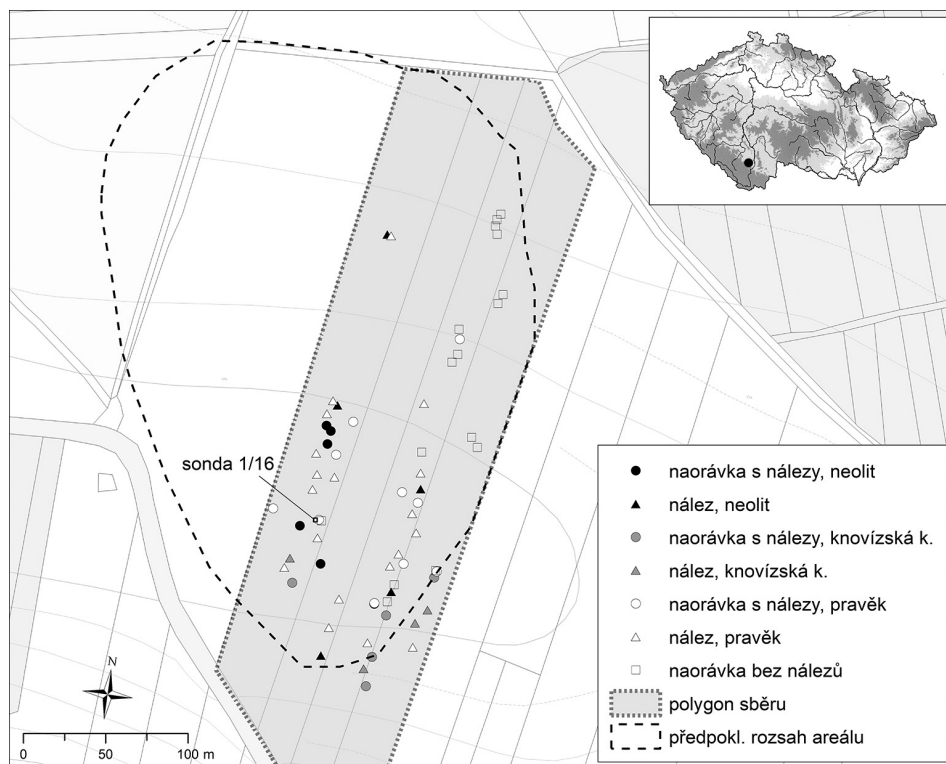 sonda 1/16
naorávka s nálezy, neolit
nález, neolit
naorávka s nálezy, knovízská k.
nález, knovízská k.
naorávka s nálezy, pravěk
nález, pravěk
naorávka bez nálezů
polygon sběru
předpokl. rozsah areálu
N
0 50 100 m